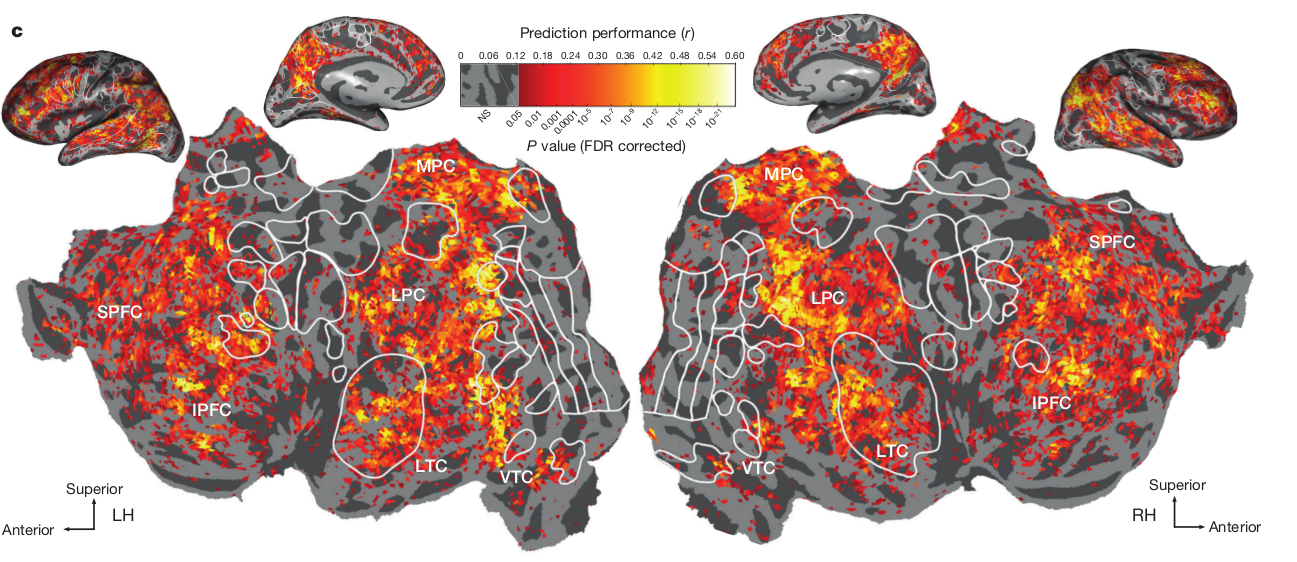 c
Prediction performance (r)
0 0.06 0.12 0.18 0.24 0.30 0.36 0.42 0.48 0.54 0.60
NS 0.05 0.01 0.001 0.0001 10⁻⁵ 10⁻⁷ 10⁻⁹ 10⁻¹² 10⁻¹⁵ 10⁻¹⁸ 10⁻²¹
P value (FDR corrected)
MPC
MPC
SPFC
LPC
LPC
SPFC
IPFC
IPFC
LTC
LTC
VTC
VTC
Superior
Anterior
LH
Superior
RH
Anterior